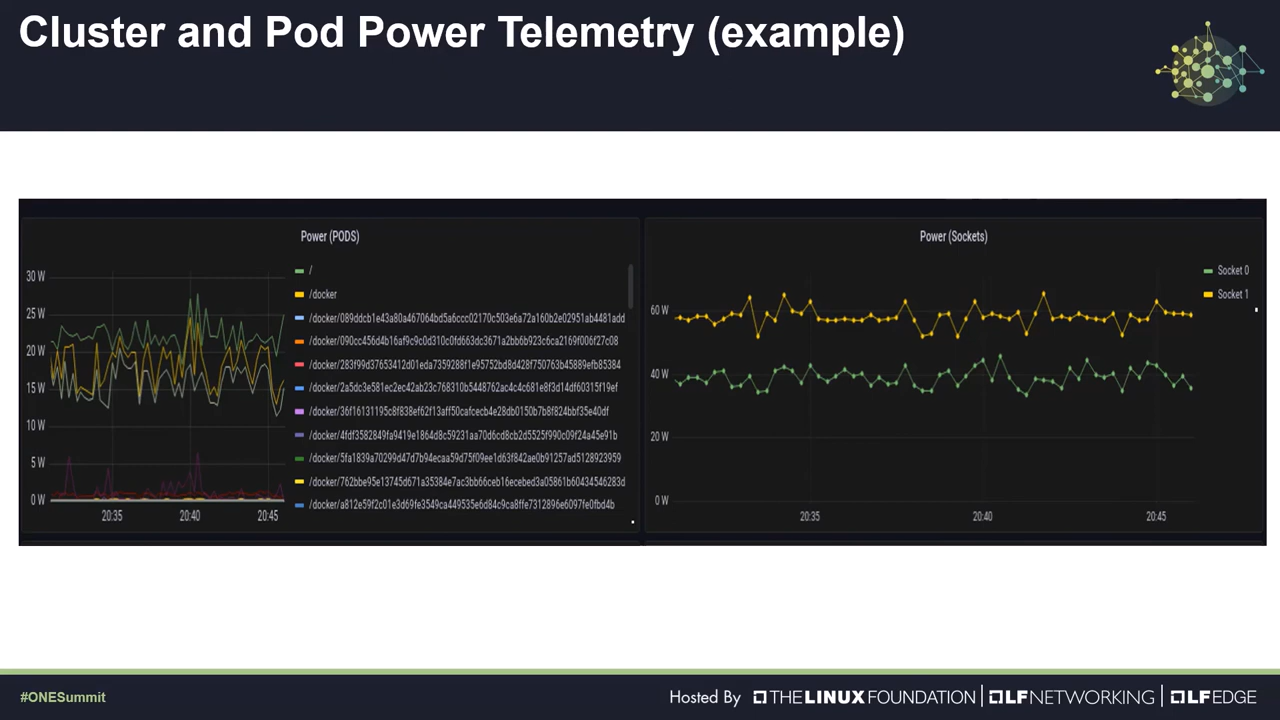 Cluster and Pod Power Telemetry (example)
Power (PODS)
30 W
25 W
20 W
15 W
10 W
5 W
0 W
20:35
20:40
20:45
/
/docker
/docker/089ddcb1e43a80a467064bd5a6ccc02170c503e6a72a160b2e02951ab4481add
/docker/090cc456d4b16af9c9c0d310c0fd663dc3671a2bb6b923c6ca2169f006f27c08
/docker/283f99d37653412d01eda7359288f1e95752bd8d428f750763b45889efb85384
/docker/2a5dc3e581ec2ec42ab23c768310b5448762ac4c4c681e8f3d14df60315f19ef
/docker/36f16131195c8f838ef62f13aff50cafcecb4e28db0150b7b8f824bbf35e40df
/docker/4fdf3582849fa9419e1864d8c59231aa70d6cd8cb2d5525f990c09f24a45e91b
/docker/5fa1839a70299d47d7b94ecaa59d75f09ee1d63f842ae0b91257ad5128923959
/docker/762bbe95e13745d671a35384e7ac3bb66ceb16ecebed3a05861b60434546283d
/docker/a812e59f2c01e3d69fe3549ca449535e6d84c9ca8ffe7312896e6097fe0fbd4b
Power (Sockets)
60 W
40 W
20 W
0 W
20:35
20:40
20:45
Socket 0
Socket 1
#ONESummit
Hosted By THE LINUX FOUNDATION | LF NETWORKING | LF EDGE